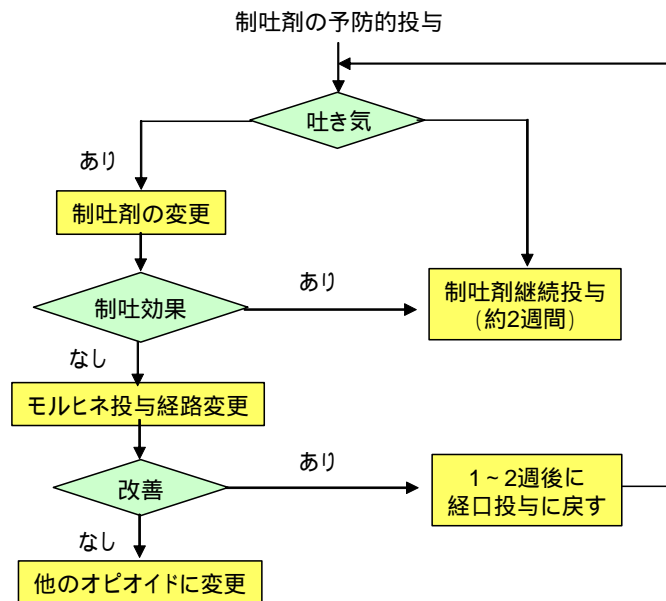 制吐剤の予防的投与
吐き気
あり
制吐剤の変更
制吐効果
あり
制吐剤継続投与
(約2週間)
なし
モルヒネ投与経路変更
改善
あり
1~2週後に
経口投与に戻す
なし
他のオピオイドに変更